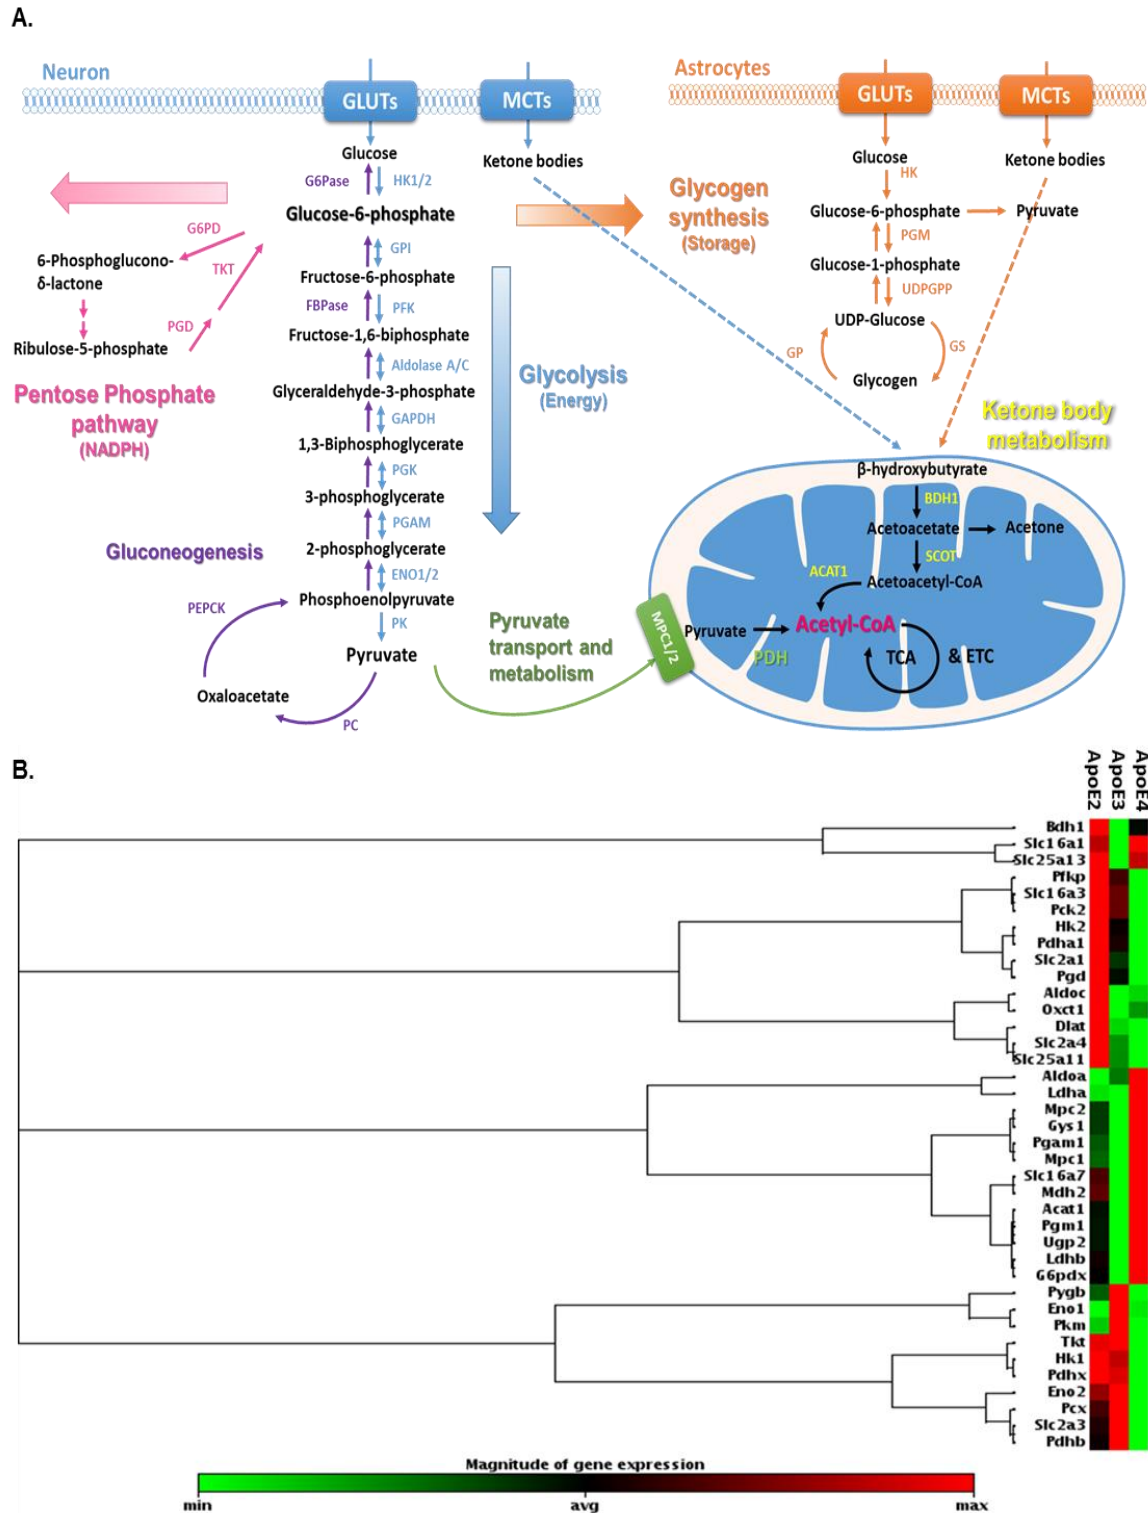 A.
Neuron
GLUTs
MCTs
Astrocytes
GLUTs
MCTs
Glucose
Ketone bodies
G6Pase
HK1/2
Glucose-6-phosphate
G6PD
6-Phosphoglucono-
δ-lactone
TKT
PGD
Ribulose-5-phosphate
Pentose Phosphate
pathway
(NADPH)
GPI
Fructose-6-phosphate
FBPase
PFK
Fructose-1,6-biphosphate
Aldolase A/C
Glyceraldehyde-3-phosphate
GAPDH
1,3-Biphosphoglycerate
PGK
3-phosphoglycerate
PGAM
2-phosphoglycerate
ENO1/2
Phosphoenolpyruvate
PK
Pyruvate
Gluconeogenesis
PEPCK
Oxaloacetate
PC
Glycolysis
(Energy)
Glycogen
synthesis
(Storage)
Glucose
Ketone bodies
HK
Glucose-6-phosphate
Pyruvate
PGM
Glucose-1-phosphate
UDPGPP
UDP-Glucose
GP
GS
Glycogen
Ketone body
metabolism
Pyruvate
transport and
metabolism
MPC1/2
β-hydroxybutyrate
BDH1
Acetoacetate
Acetone
SCOT
ACAT1
Acetoacetyl-CoA
Pyruvate
Acetyl-CoA
PDH
TCA
& ETC
B.
ApoE2
ApoE3
ApoE4
Bdh1
Slc16a1
Slc25a13
Pfkp
Slc16a3
Pck2
Hk2
Pdha1
Slc2a1
Pgd
Aldoc
Oxct1
Dlat
Slc2a4
Slc25a11
Aldoa
Ldha
Mpc2
Gys1
Pgam1
Mpc1
Slc16a7
Mdh2
Acat1
Pgm1
Ugp2
Ldhb
G6pdx
Pygb
Eno1
Pkm
Tkt
Hk1
Pdhx
Eno2
Pcx
Slc2a3
Pdhb
Magnitude of gene expression
min
avg
max